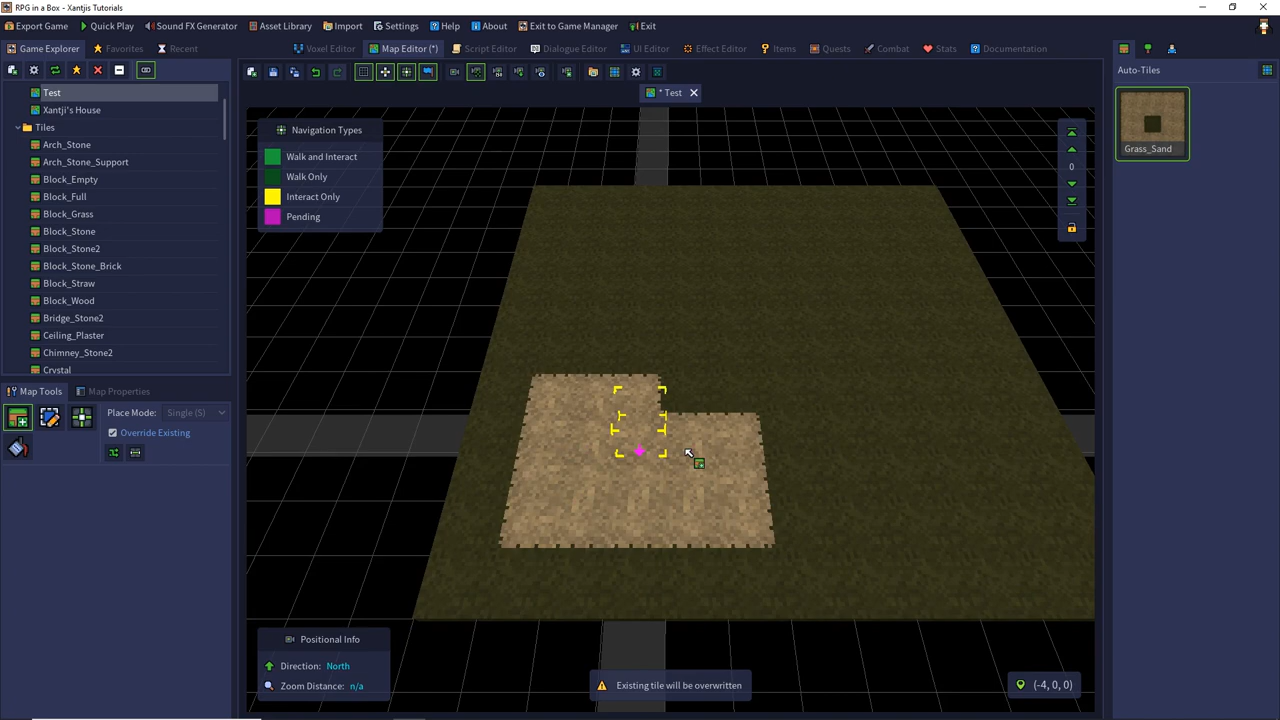 RPG in a Box - Xantjis Tutorials
Export Game
Quick Play
Sound FX Generator
Asset Library
Import
Settings
Help
About
Exit to Game Manager
Exit
Game Explorer
Favorites
Recent
Voxel Editor
Map Editor (*)
Script Editor
Dialogue Editor
UI Editor
Effect Editor
Items
Quests
Combat
Stats
Documentation
Test
Xantji's House
Tiles
Arch_Stone
Arch_Stone_Support
Block_Empty
Block_Full
Block_Grass
Block_Stone
Block_Stone2
Block_Stone_Brick
Block_Straw
Block_Wood
Bridge_Stone2
Ceiling_Plaster
Chimney_Stone2
Crystal
Map Tools
Map Properties
Place Mode: Single (S)
Override Existing
* Test
Navigation Types
Walk and Interact
Walk Only
Interact Only
Pending
0
Positional Info
Direction: North
Zoom Distance: n/a
Existing tile will be overwritten
(-4, 0, 0)
Auto-Tiles
Grass_Sand